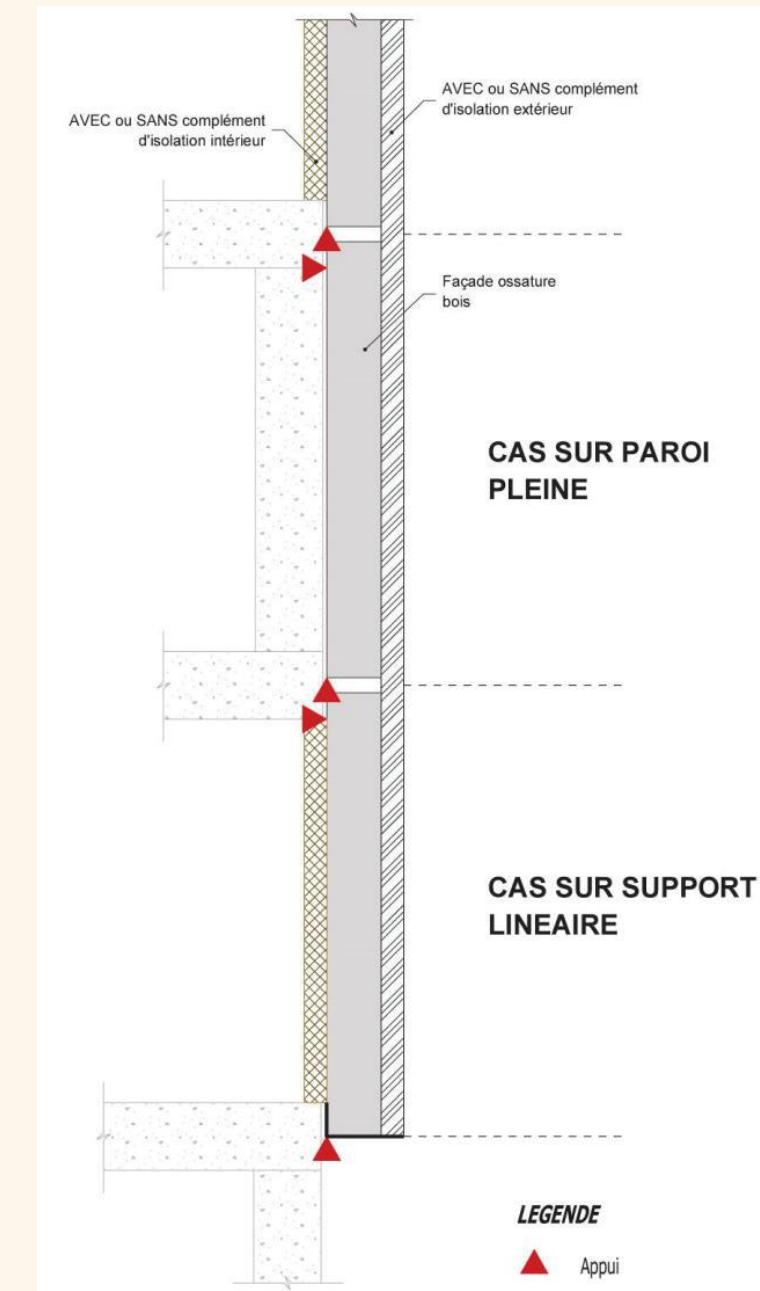 AVEC ou SANS complément
d'isolation extérieur
AVEC ou SANS complément
d'isolation intérieur
Façade ossature
bois
CAS SUR PAROI
PLEINE
CAS SUR SUPPORT
LINEAIRE
LEGENDE
Appui